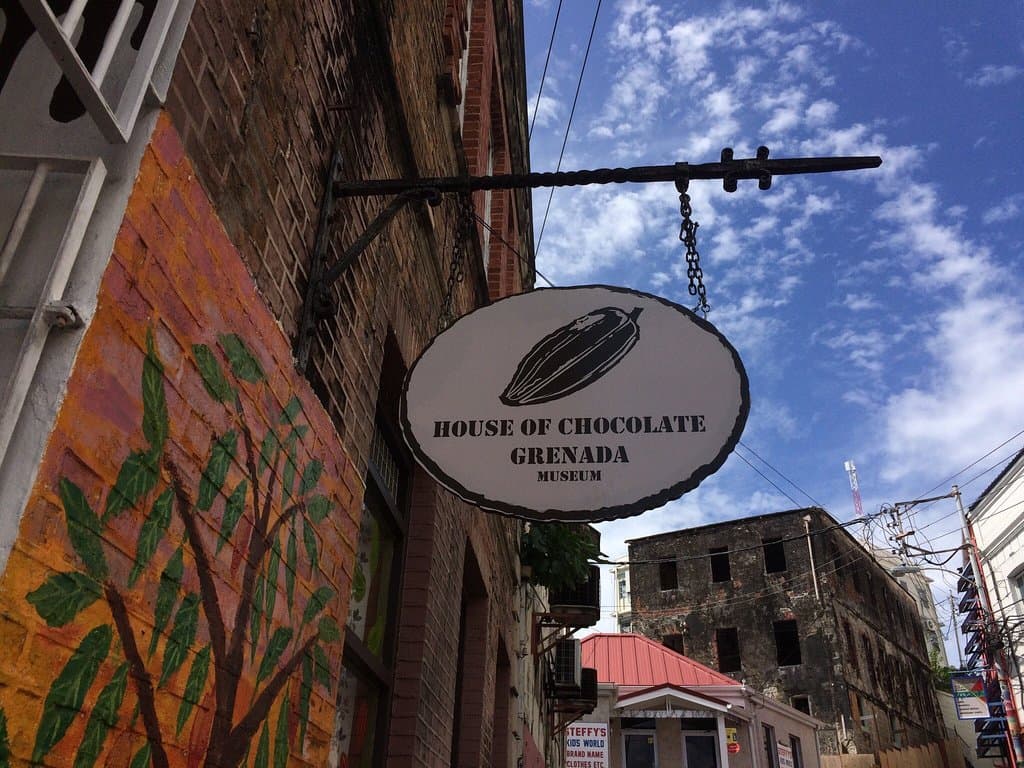 HOUSE OF CHOCOLATE
GRENADA
MUSEUM
STEFFY'S
KIDS WORLD
BRAND NAME
CLOTHES ETC